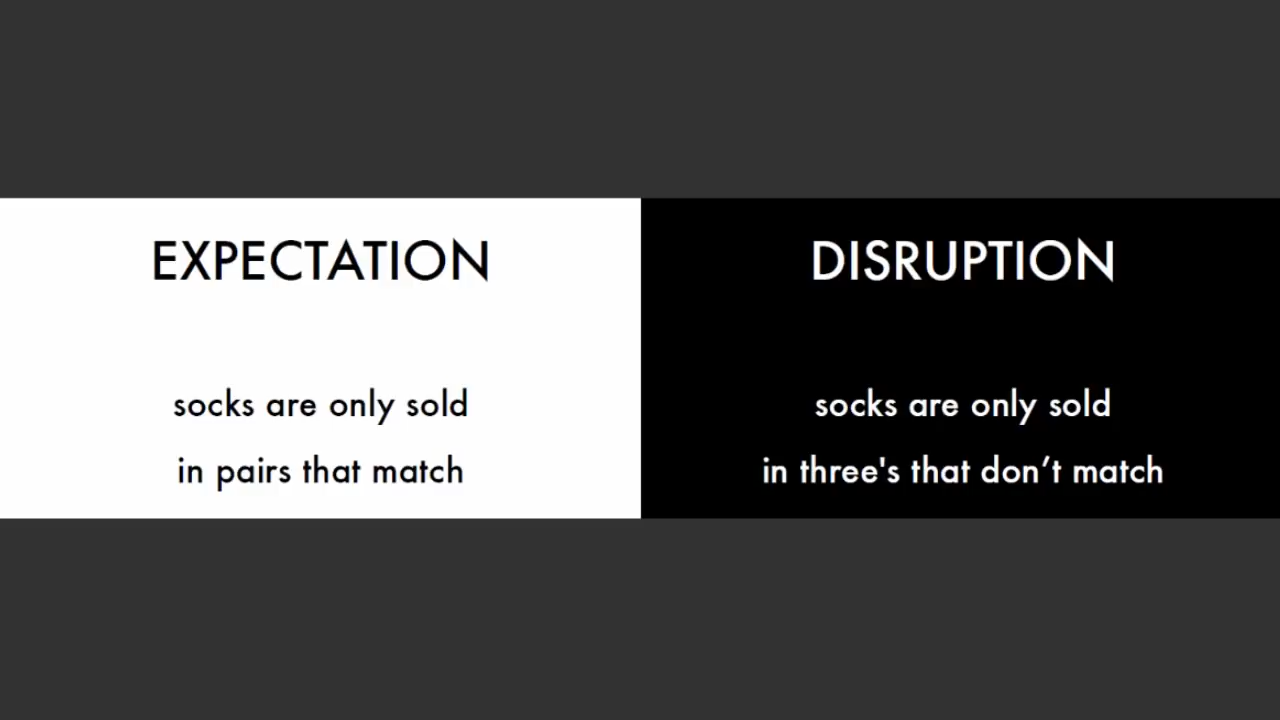 EXPECTATION
socks are only sold
in pairs that match
DISRUPTION
socks are only sold
in three's that don’t match